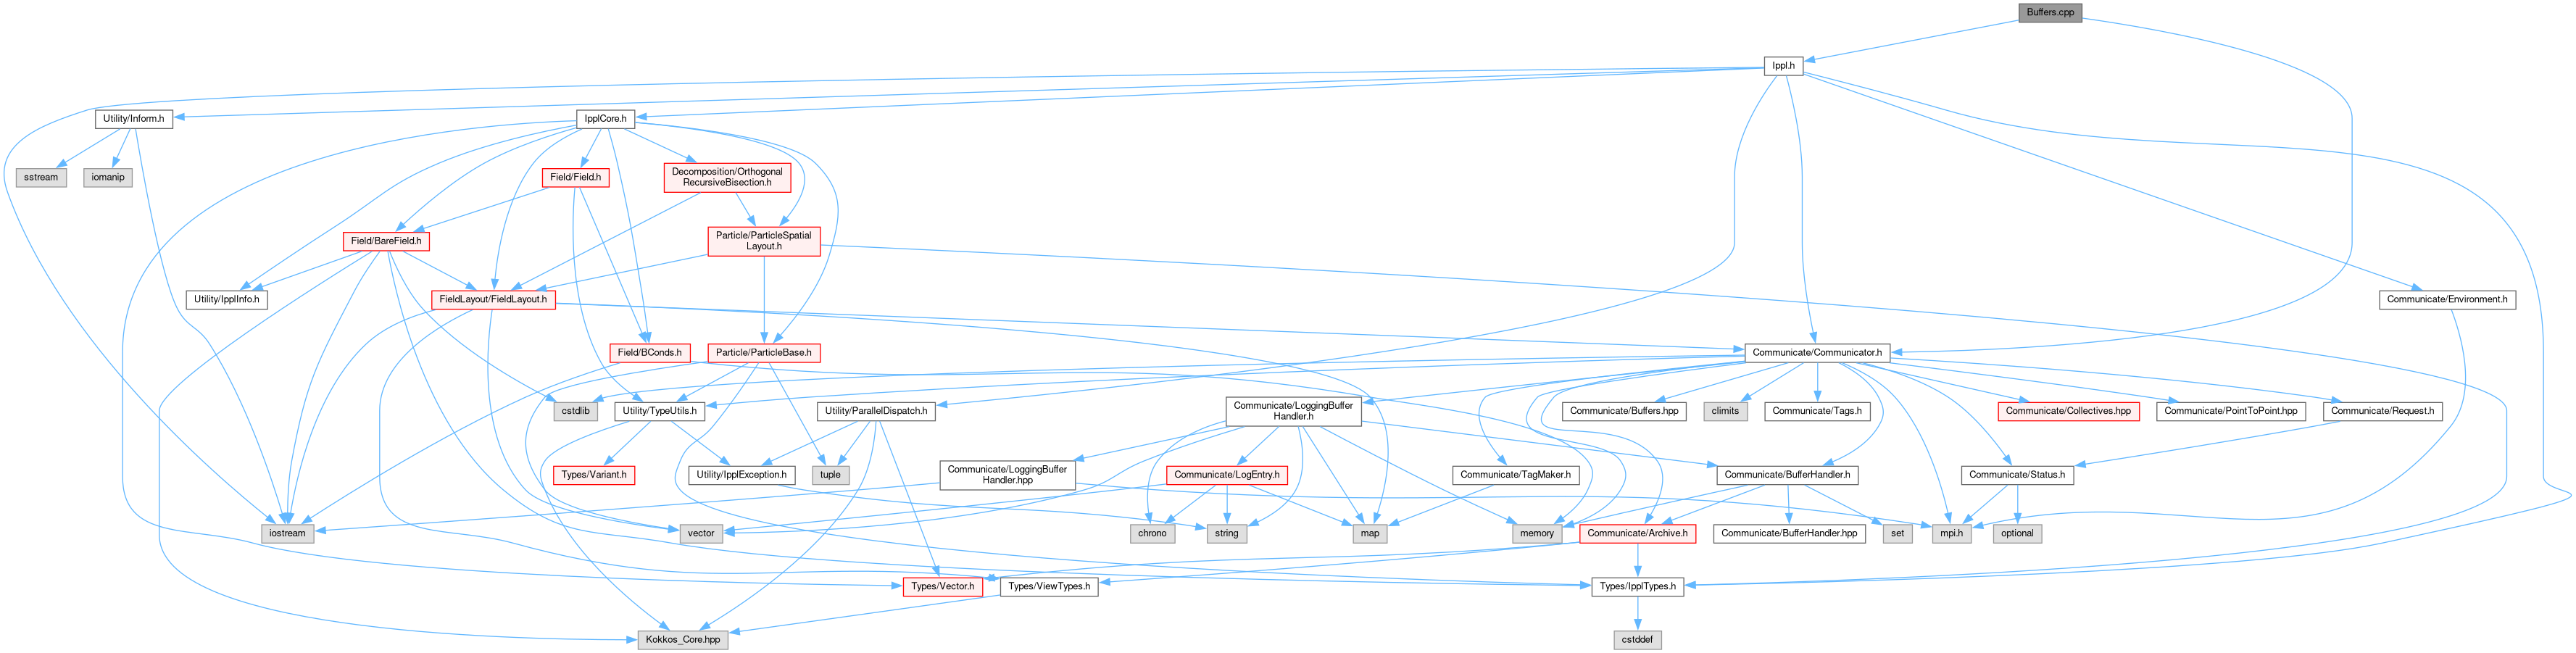 Buffers.cpp
Ippl.h
Utility/Inform.h
IpplCore.h
sstream
iomanip
Field/Field.h
Decomposition/Orthogonal
RecursiveBisection.h
Field/BareField.h
Particle/ParticleSpatial
Layout.h
Utility/IpplInfo.h
FieldLayout/FieldLayout.h
Communicate/Environment.h
Field/BConds.h
Particle/ParticleBase.h
Communicate/Communicator.h
cstdlib
Utility/TypeUtils.h
Utility/ParallelDispatch.h
Communicate/LoggingBuffer
Handler.h
Communicate/Buffers.hpp
climits
Communicate/Tags.h
Communicate/Collectives.hpp
Communicate/PointToPoint.hpp
Communicate/Request.h
Types/Variant.h
Utility/IpplException.h
tuple
Communicate/LoggingBuffer
Handler.hpp
Communicate/LogEntry.h
Communicate/TagMaker.h
Communicate/BufferHandler.h
Communicate/Status.h
iostream
vector
chrono
string
map
memory
Communicate/Archive.h
Communicate/BufferHandler.hpp
set
mpi.h
optional
Types/Vector.h
Types/ViewTypes.h
Types/IpplTypes.h
Kokkos_Core.hpp
cstddef